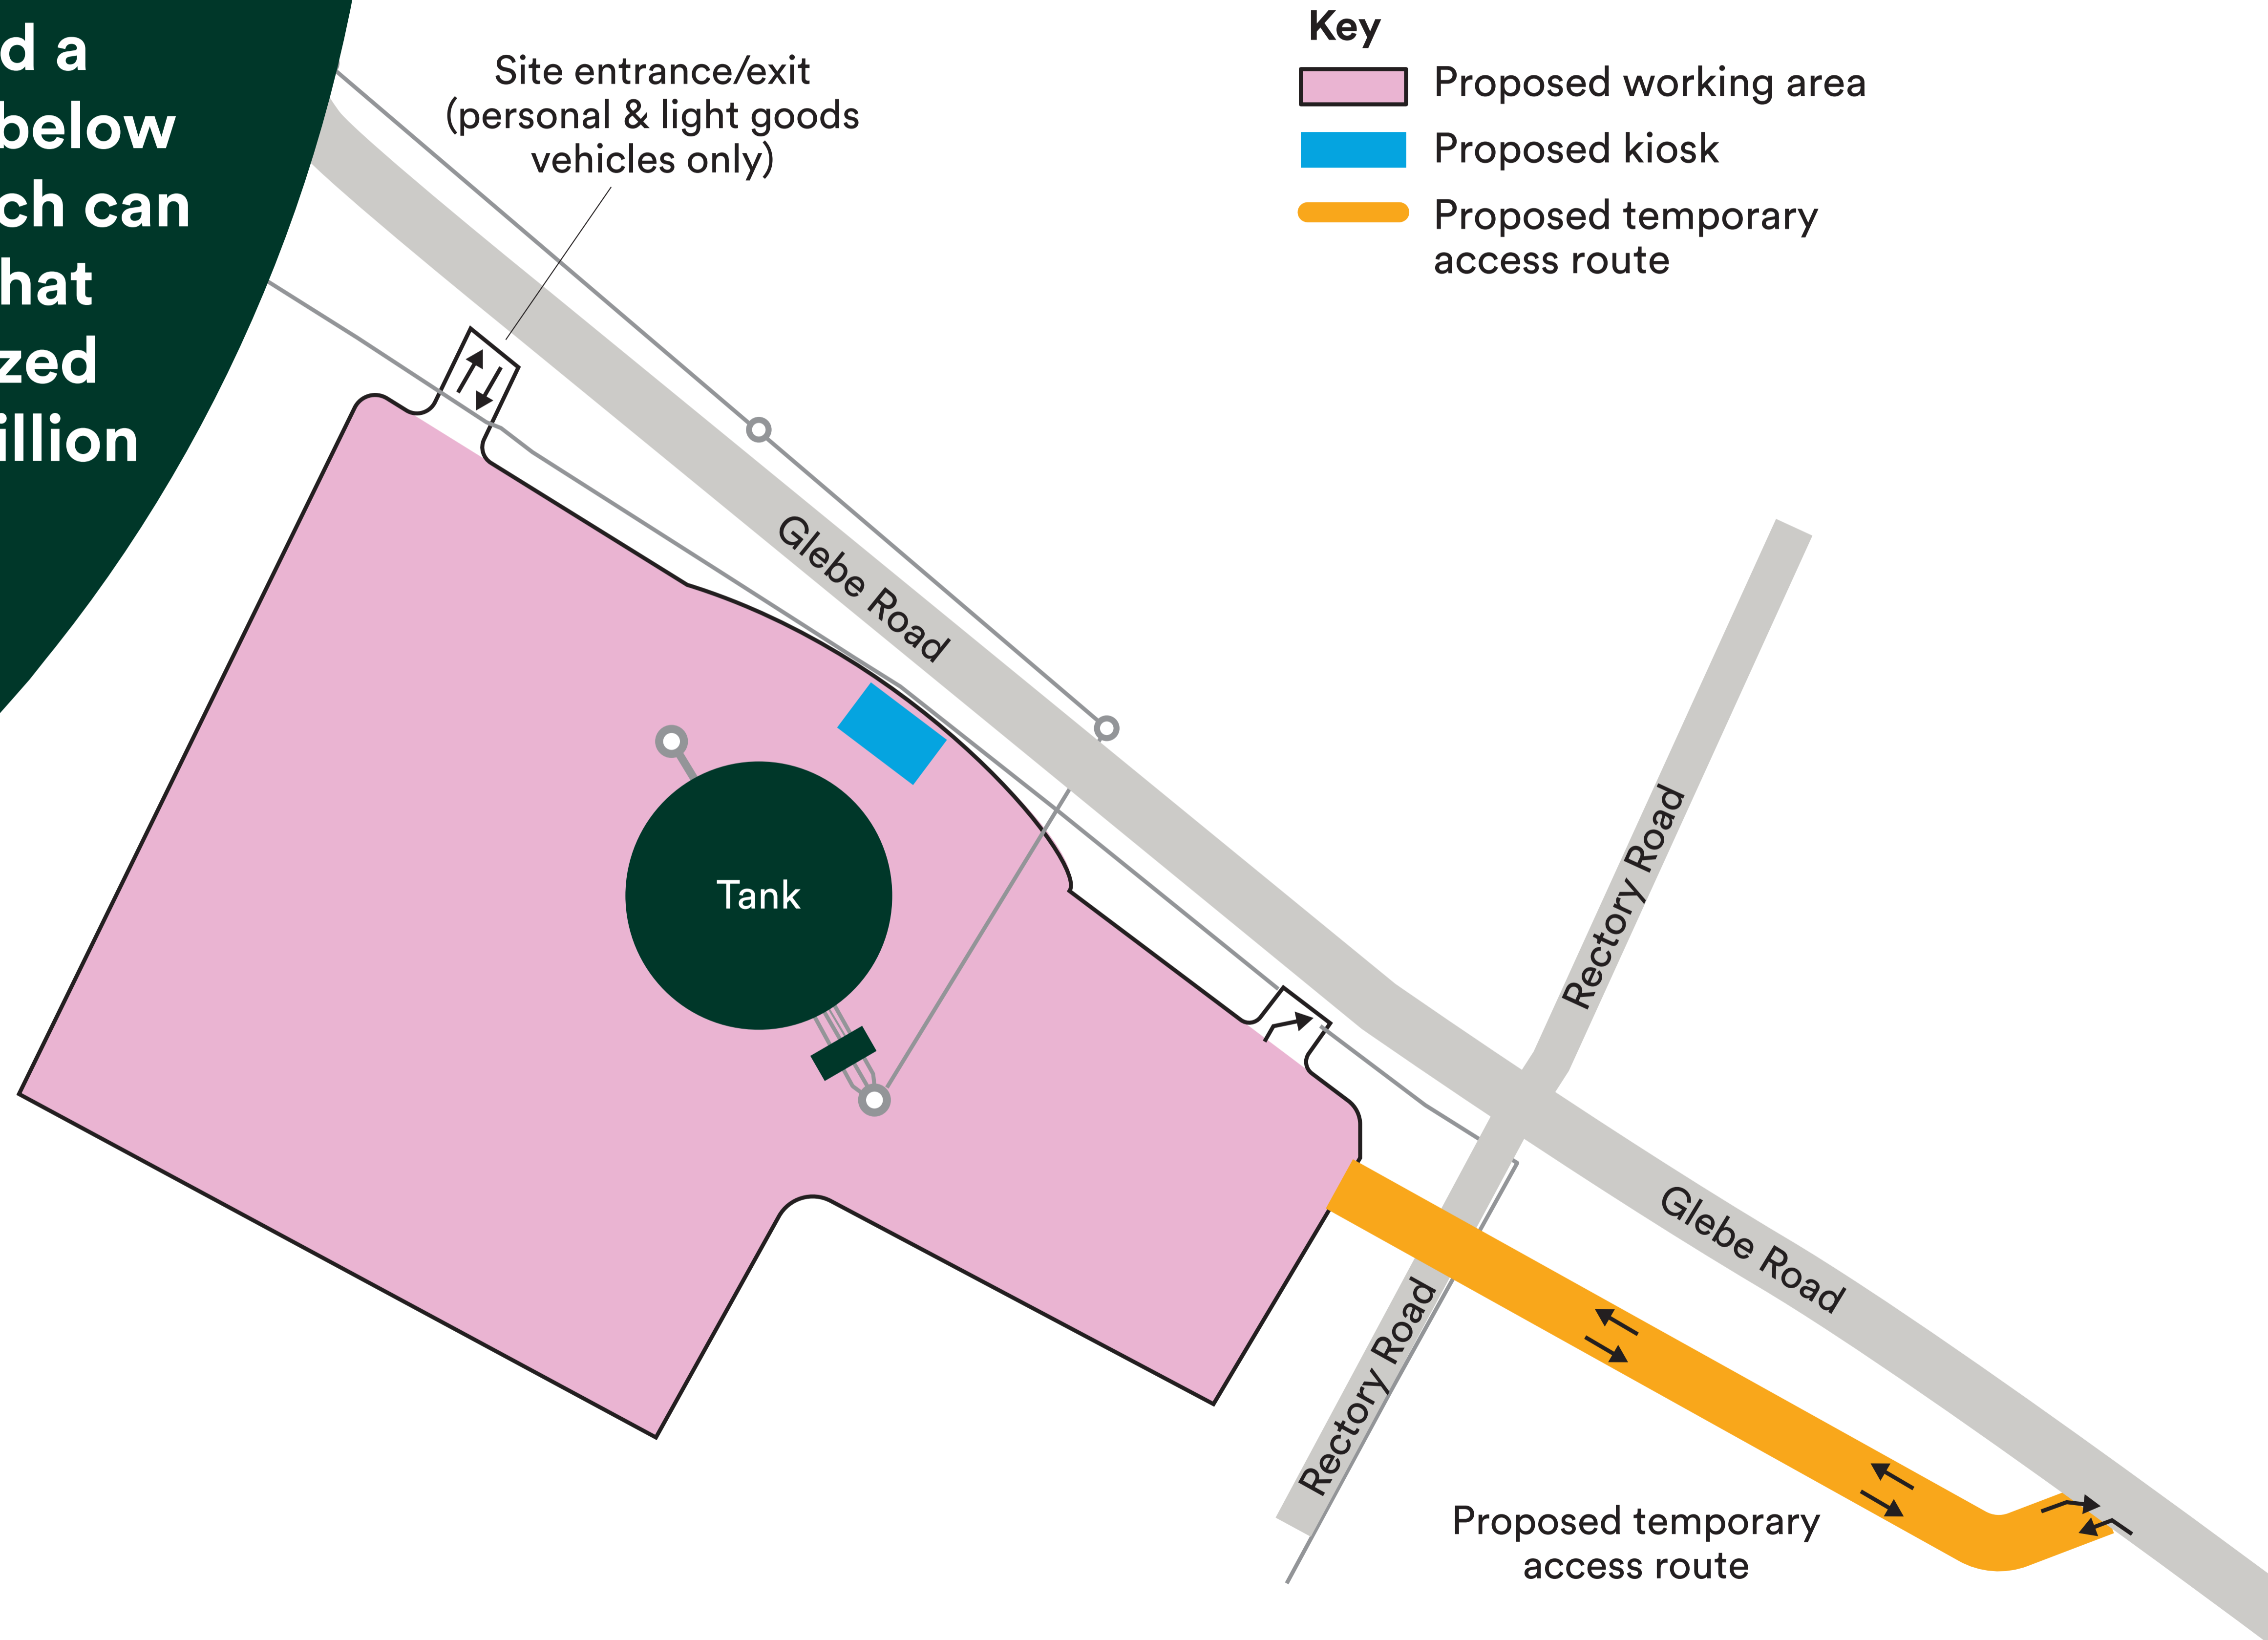 d a
below
ch can
hat
zed
illion
Site entrance/exit
(personal & light goods
vehicles only)
Key
Proposed working area
Proposed kiosk
Proposed temporary
access route
Glebe Road
Rectory Road
Tank
Glebe Road
Rectory Road
Proposed temporary
access route